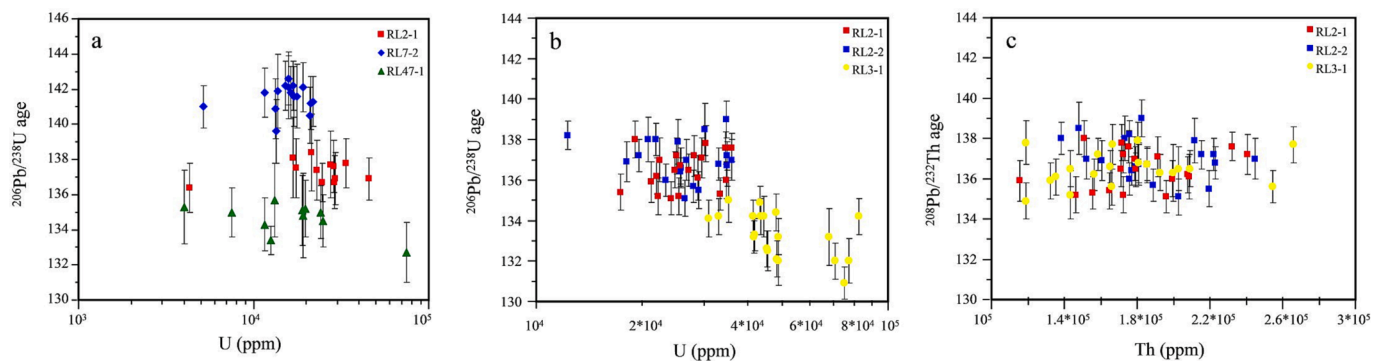 a
RL2-1
RL7-2
RL47-1
²⁰⁶Pb/²³⁸U age
146
144
142
140
138
136
134
132
130
10³
10⁴
10⁵
U (ppm)
b
RL2-1
RL2-2
RL3-1
²⁰⁶Pb/²³⁸U age
144
142
140
138
136
134
132
130
10⁴
2*10⁴
4*10⁴
6*10⁴
8*10⁴
10⁵
U (ppm)
c
RL2-1
RL2-2
RL3-1
²⁰⁸Pb/²³²Th age
144
142
140
138
136
134
132
130
10⁵
1.4*10⁵
1.8*10⁵
2.2*10⁵
2.6*10⁵
3*10⁵
Th (ppm)